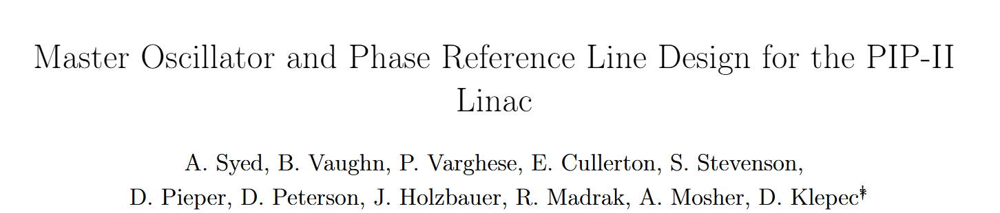 Master Oscillator and Phase Reference Line Design for the PIP-II
Linac
A. Syed, B. Vaughn, P. Varghese, E. Cullerton, S. Stevenson,
D. Pieper, D. Peterson, J. Holzbauer, R. Madrak, A. Mosher, D. Klepec